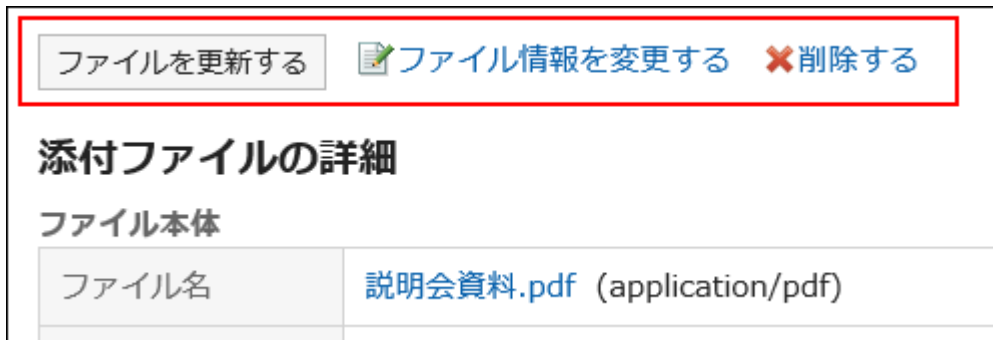 ファイルを更新する ファイル情報を変更する 削除する
添付ファイルの詳細
ファイル本体
ファイル名 説明会資料.pdf (application/pdf)